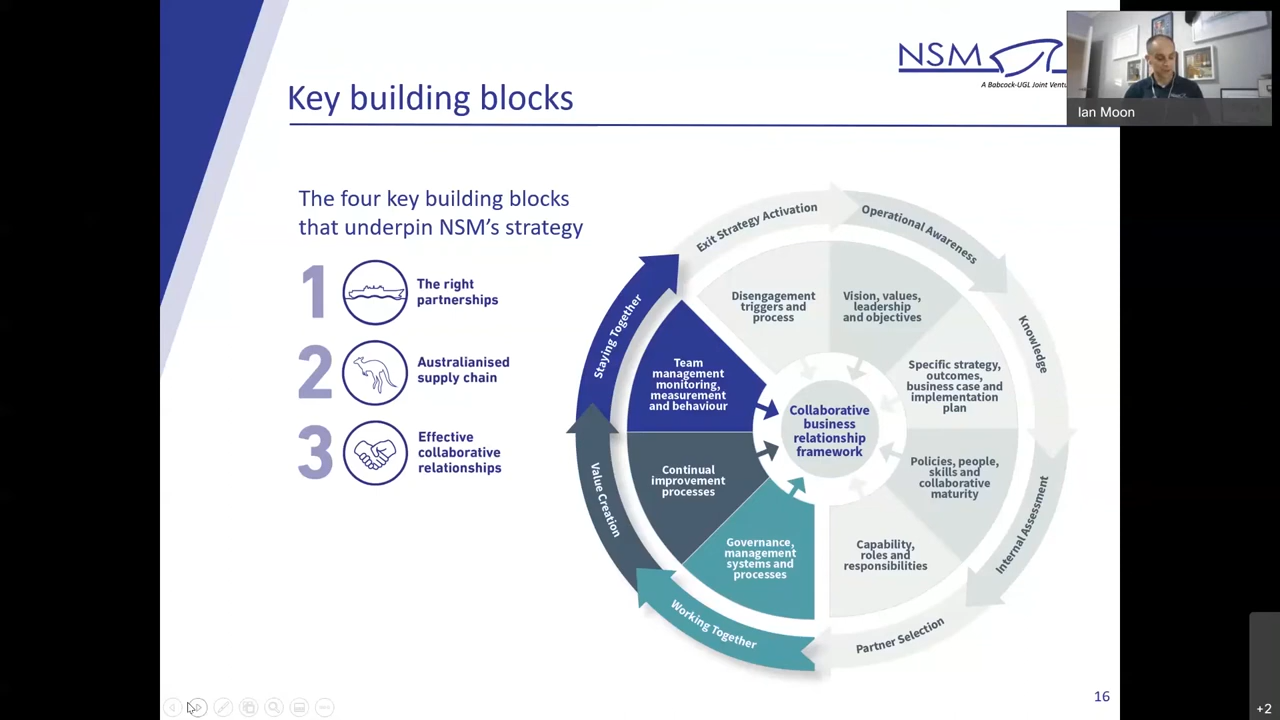 NSM
A Babcock-UGL Joint Ventu
Ian Moon
Key building blocks
The four key building blocks
that underpin NSM's strategy
1
The right
partnerships
2
Australianised
supply chain
3
Effective
collaborative
relationships
Exit Strategy Activation
Operational Awareness
Knowledge
Internal Assessment
Partner Selection
Working Together
Value Creation
Staying Together
Disengagement
triggers and
process
Vision, values,
leadership
and objectives
Specific strategy,
outcomes,
business case and
implementation
plan
Policies, people,
skills and
collaborative
maturity
Capability,
roles and
responsibilities
Governance,
management
systems and
processes
Continual
improvement
processes
Team
management
monitoring,
measurement
and behaviour
Collaborative
business
relationship
framework
16
+2